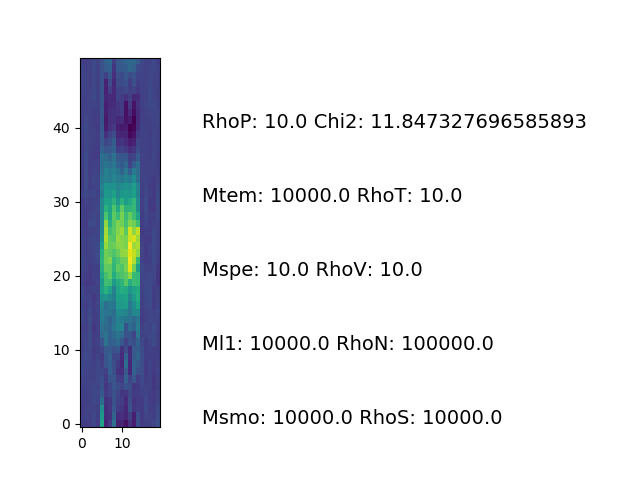 RhoP: 10.0 Chi2: 11.847327696585893
40
Mtem: 10000.0 RhoT: 10.0
30
Mspe: 10.0 RhoV: 10.0
20
Ml1: 10000.0 RhoN: 100000.0
10
Msmo: 10000.0 RhoS: 10000.0
0
0 10